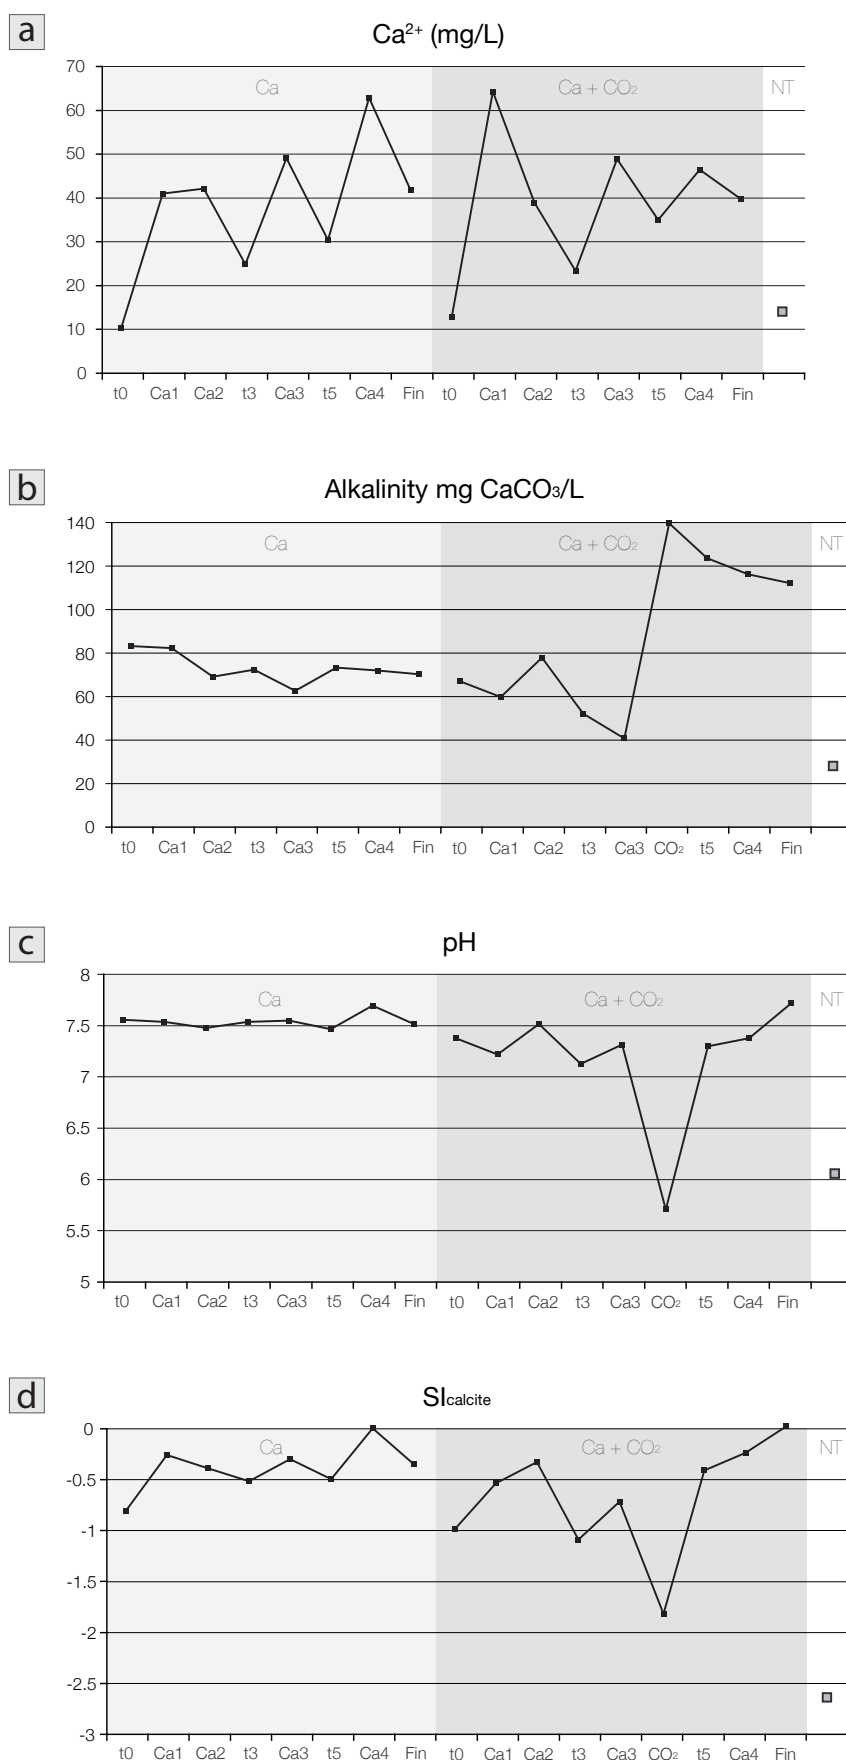 a
Ca²⁺ (mg/L)
70
Ca
Ca + CO₂
NT
60
50
40
30
20
10
0
t0 Ca1 Ca2 t3 Ca3 t5 Ca4 Fin t0 Ca1 Ca2 t3 Ca3 t5 Ca4 Fin
b
Alkalinity mg CaCO₃/L
140
Ca
Ca + CO₂
NT
120
100
80
60
40
20
0
t0 Ca1 Ca2 t3 Ca3 t5 Ca4 Fin t0 Ca1 Ca2 t3 Ca3 CO₂ t5 Ca4 Fin
c
pH
8
Ca
Ca + CO₂
NT
7.5
7
6.5
6
5.5
5
t0 Ca1 Ca2 t3 Ca3 t5 Ca4 Fin t0 Ca1 Ca2 t3 Ca3 CO₂ t5 Ca4 Fin
d
SIcalcite
0
Ca
Ca + CO₂
NT
-0.5
-1
-1.5
-2
-2.5
-3
t0 Ca1 Ca2 t3 Ca3 t5 Ca4 Fin t0 Ca1 Ca2 t3 Ca3 CO₂ t5 Ca4 Fin